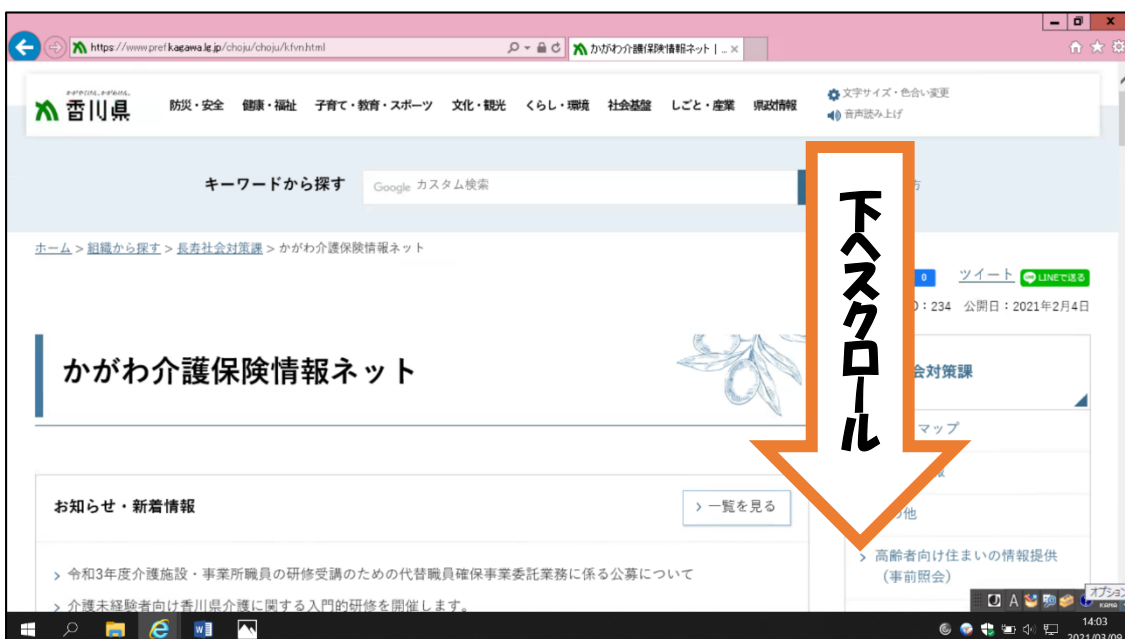 https://www.pref.kagawa.lg.jp/choju/choju/kfvn.html
かがわ介護保険情報ネット | ...
香川県
防災・安全 健康・福祉 子育て・教育・スポーツ 文化・観光 くらし・環境 社会基盤 しごと・産業 県政情報
文字サイズ・色合い変更
音声読み上げ
キーワードから探す
Google カスタム検索
方
ホーム > 組織から探す > 長寿社会対策課 > かがわ介護保険情報ネット
0 ツイート LINEで送る
：234 公開日：2021年2月4日
下へスクロール
かがわ介護保険情報ネット
会対策課
マップ
お知らせ・新着情報
一覧を見る
の他
高齢者向け住まいの情報提供
（事前照会）
令和3年度介護施設・事業所職員の研修受講のための代替職員確保事業委託業務に係る公募について
介護未経験者向け香川県介護に関する入門的研修を開催します。
オプション
A
KANA
14:03
2021/03/09